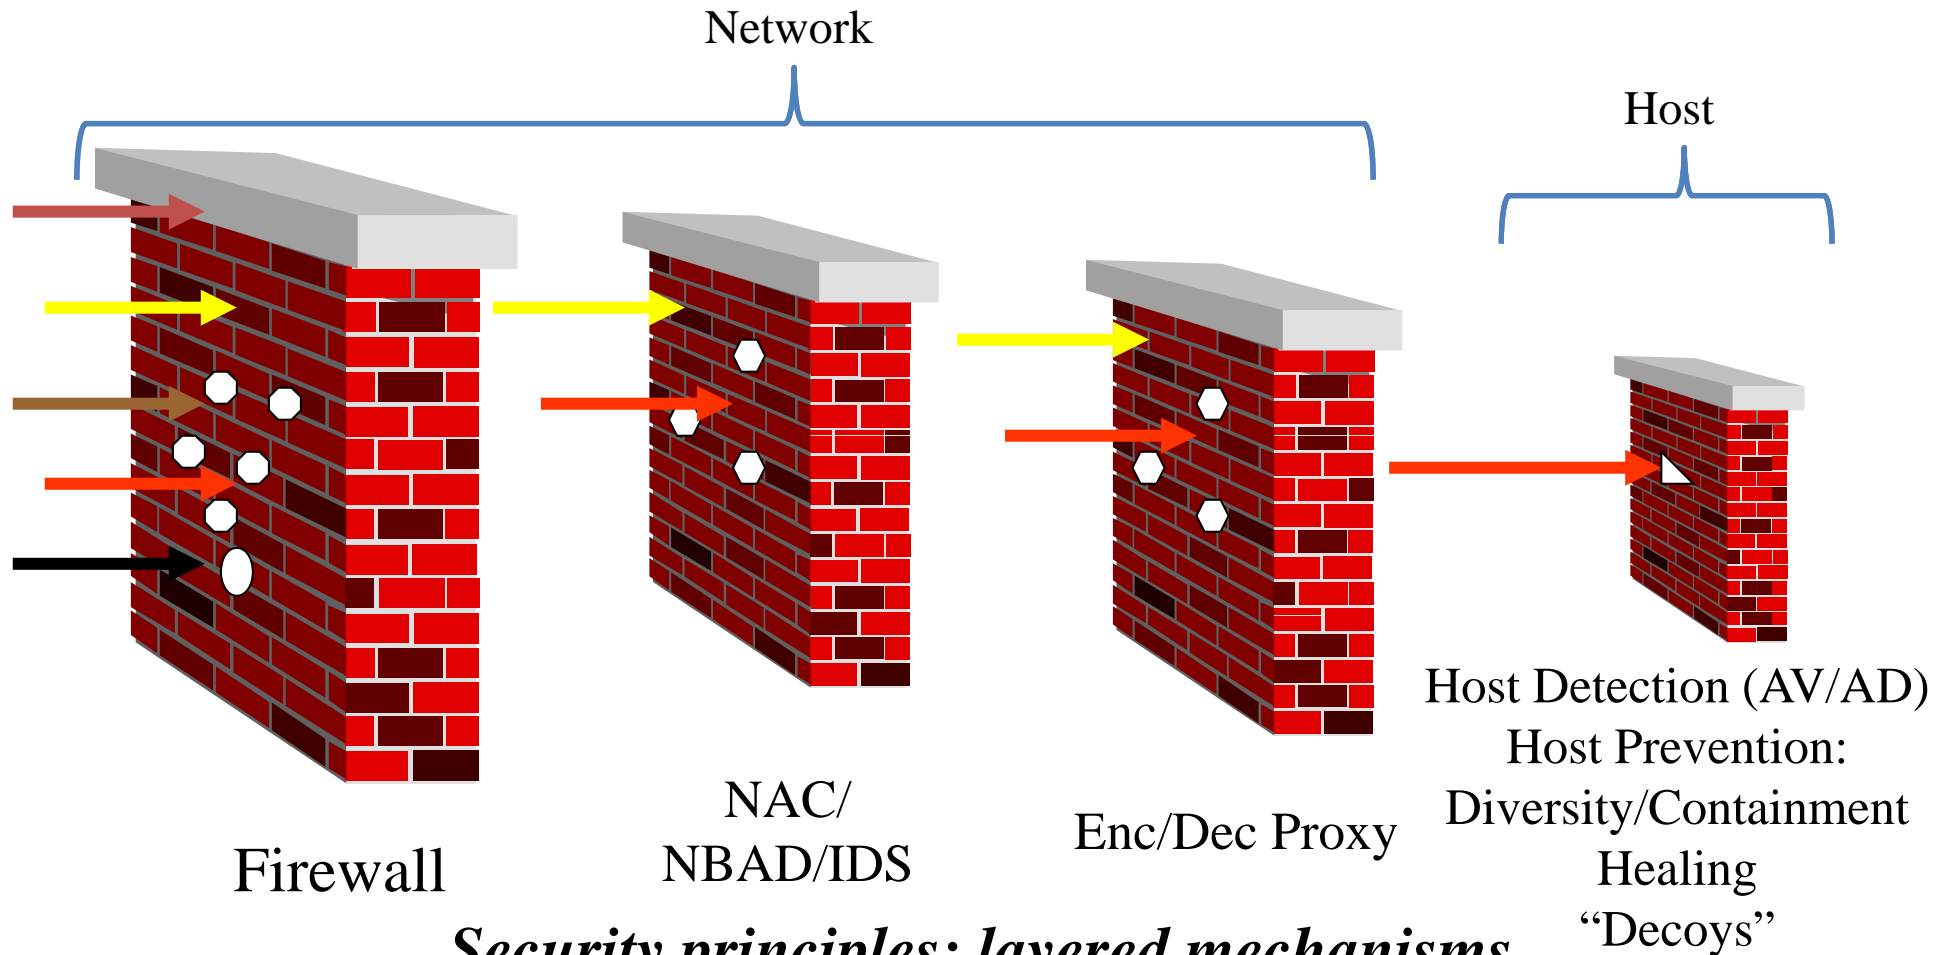 Network
Host
Firewall
NAC/
NBAD/IDS
Enc/Dec Proxy
Host Detection (AV/AD)
Host Prevention:
Diversity/Containment
Healing
“Decoys”
Security principles: layered mechanisms